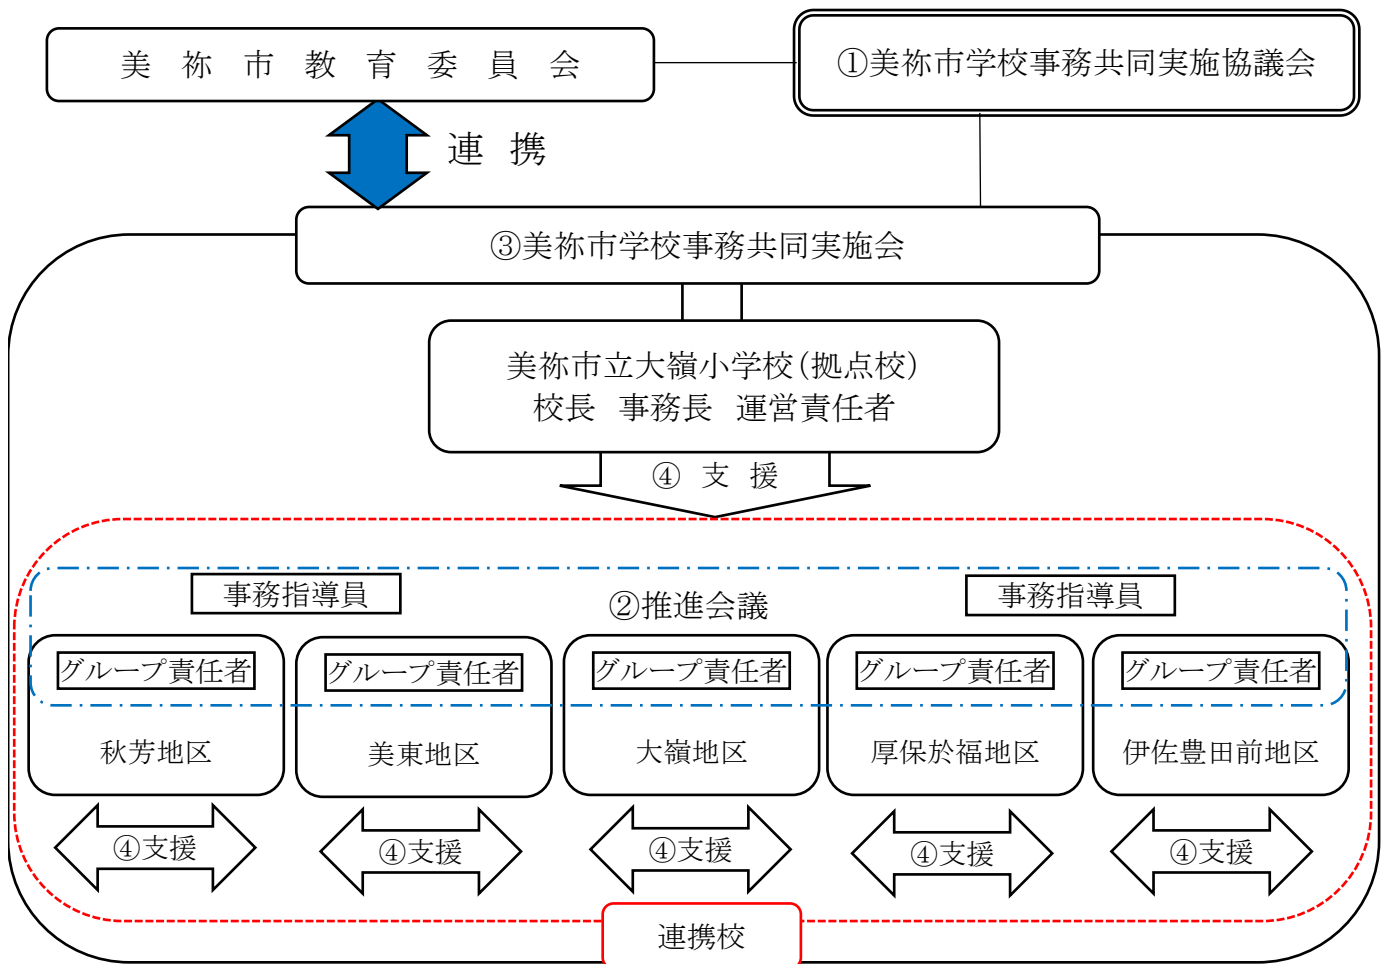 美祢市教育委員会
①美祢市学校事務共同実施協議会
連携
③美祢市学校事務共同実施会
美祢市立大嶺小学校(拠点校)
校長 事務長 運営責任者
④ 支援
事務指導員
②推進会議
事務指導員
グループ責任者
グループ責任者
グループ責任者
グループ責任者
グループ責任者
秋芳地区
美東地区
大嶺地区
厚保於福地区
伊佐豊田前地区
④支援
④支援
④支援
④支援
④支援
連携校